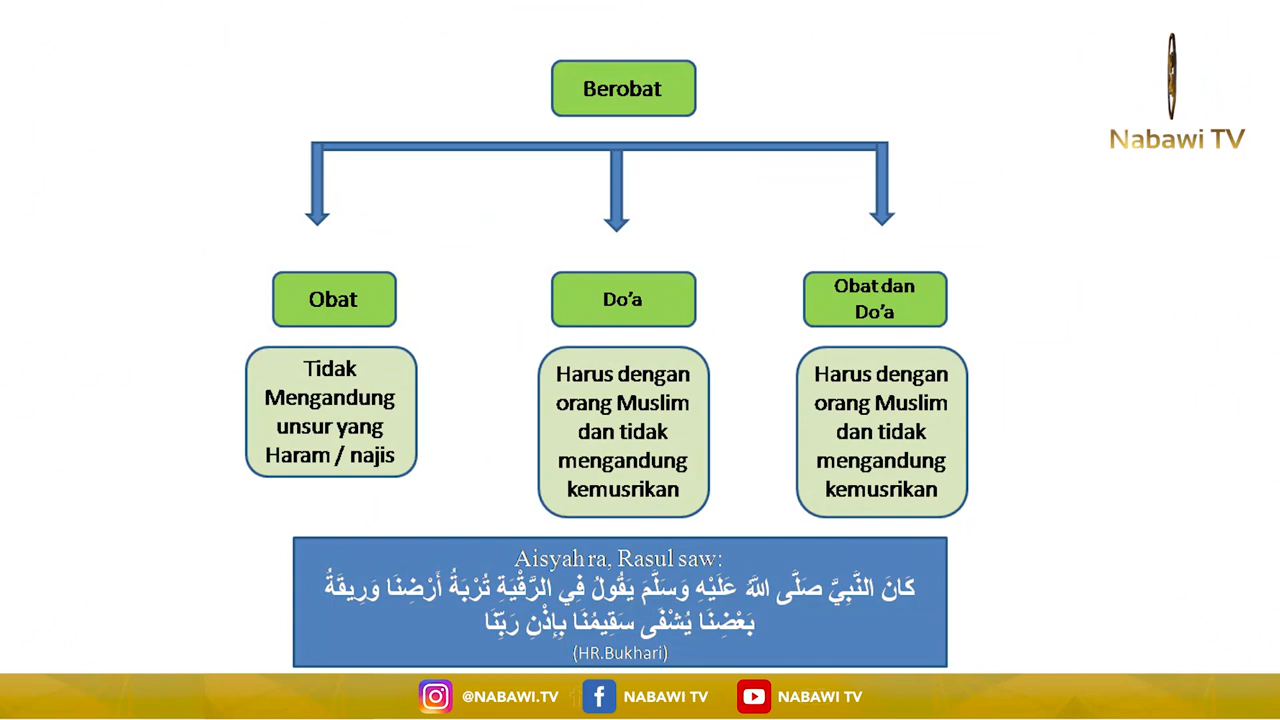 Berobat
Nabawi TV
Obat
Do'a
Obat dan
Do'a
Tidak
Mengandung
unsur yang
Haram / najis
Harus dengan
orang Muslim
dan tidak
mengandung
kemusrikan
Harus dengan
orang Muslim
dan tidak
mengandung
kemusrikan
Aisyah ra, Rasul saw:
كَانَ النَّبِيَّ صَلَّى اللَّهُ عَلَيْهِ وَسَلَّمَ يَقُولُ فِي الرَّقْيَةِ تُرْبَةُ أَرْضِنَا وَرِيقَةُ
بَعْضِنَا يُشْفَى سَقِيمُنَا بِإِذْنِ رَبِّنَا
(HR.Bukhari)
@NABAWI.TV
NABAWI TV
NABAWI TV